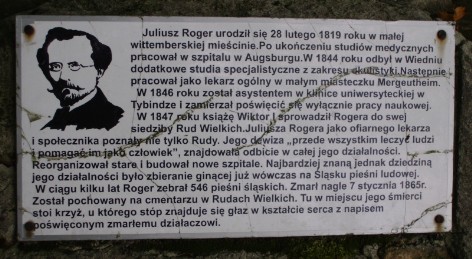 Juliusz Roger urodził się 28 lutego 1819 roku w małej
wittemberskiej mieścinie.Po ukończeniu studiów medycznych
pracował w szpitalu w Augsburgu.W 1844 roku odbył w Wiedniu
dodatkowe studia specjalistyczne z zakresu okulistyki.Następnie
pracował jako lekarz ogólny w małym miasteczku Mergeutheim.
W 1846 roku został asystentem w klinice uniwersyteckiej w
Tybindze i zamierzał poświęcić się wyłącznie pracy naukowej.
W 1847 roku książę Wiktor I sprowadził Rogera do swej
siedziby Rud Wielkich.Juliusza Rogera jako ofiarnego lekarza
i społecznika poznały nie tylko Rudy. Jego dewiza „przede wszystkim leczyć ludzi
i pomagać im jako człowiek", znajdowała odbicie w całej jego działalności.
Reorganizował stare i budował nowe szpitale. Najbardziej znaną jednak dziedziną
jego działalności było zbieranie ginącej już wówczas na Śląsku pieśni ludowej.
W ciągu kilku lat Roger zebrał 546 pieśni śląskich. Zmarł nagle 7 stycznia 1865r.
Został pochowany na cmentarzu w Rudach Wielkich. Tu w miejscu jego śmierci
stoi krzyż, u którego stóp znajduje się głaz w kształcie serca z napisem
poświęconym zmarłemu działaczowi.